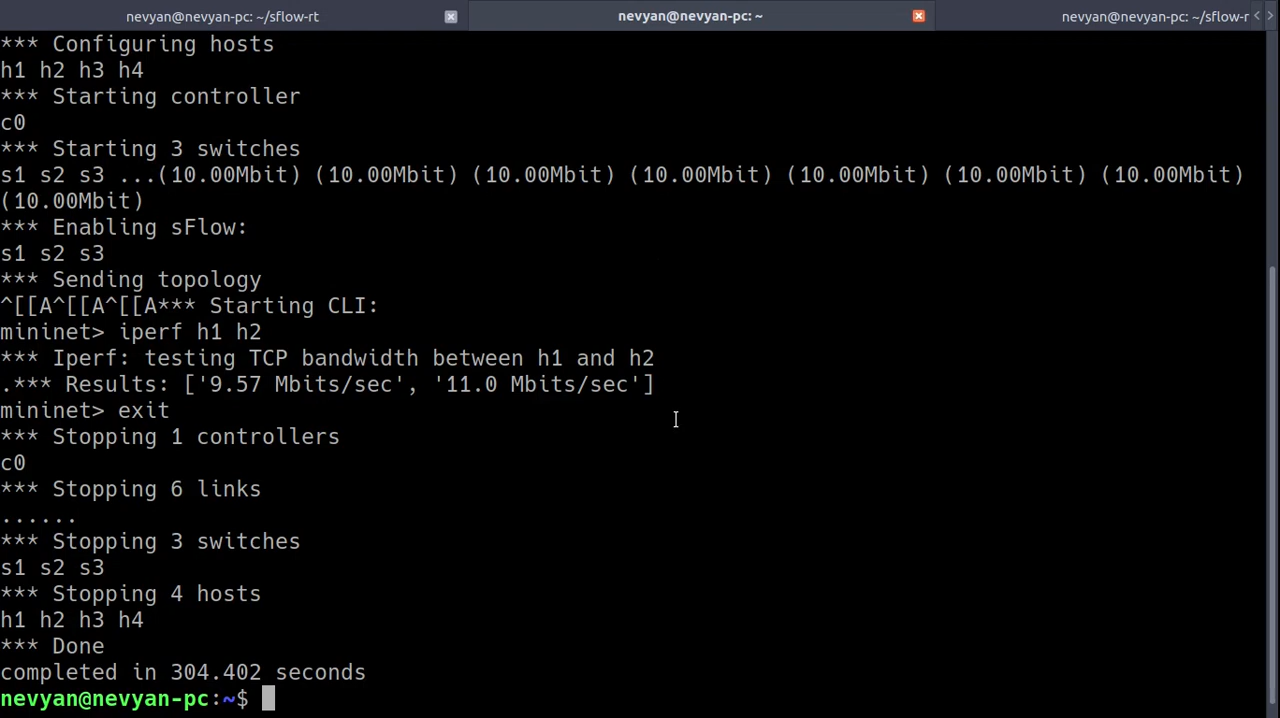 nevyan@nevyan-pc: ~/sflow-rt
nevyan@nevyan-pc: ~
nevyan@nevyan-pc: ~/sflow-r
*** Configuring hosts
h1 h2 h3 h4
*** Starting controller
c0
*** Starting 3 switches
s1 s2 s3 ...(10.00Mbit) (10.00Mbit) (10.00Mbit) (10.00Mbit) (10.00Mbit) (10.00Mbit) (10.00Mbit)
(10.00Mbit)
*** Enabling sFlow:
s1 s2 s3
*** Sending topology
^[[A^[[A^[[A*** Starting CLI:
mininet> iperf h1 h2
*** Iperf: testing TCP bandwidth between h1 and h2
.*** Results: ['9.57 Mbits/sec', '11.0 Mbits/sec']
mininet> exit
*** Stopping 1 controllers
c0
*** Stopping 6 links
......
*** Stopping 3 switches
s1 s2 s3
*** Stopping 4 hosts
h1 h2 h3 h4
*** Done
completed in 304.402 seconds
nevyan@nevyan-pc:~$